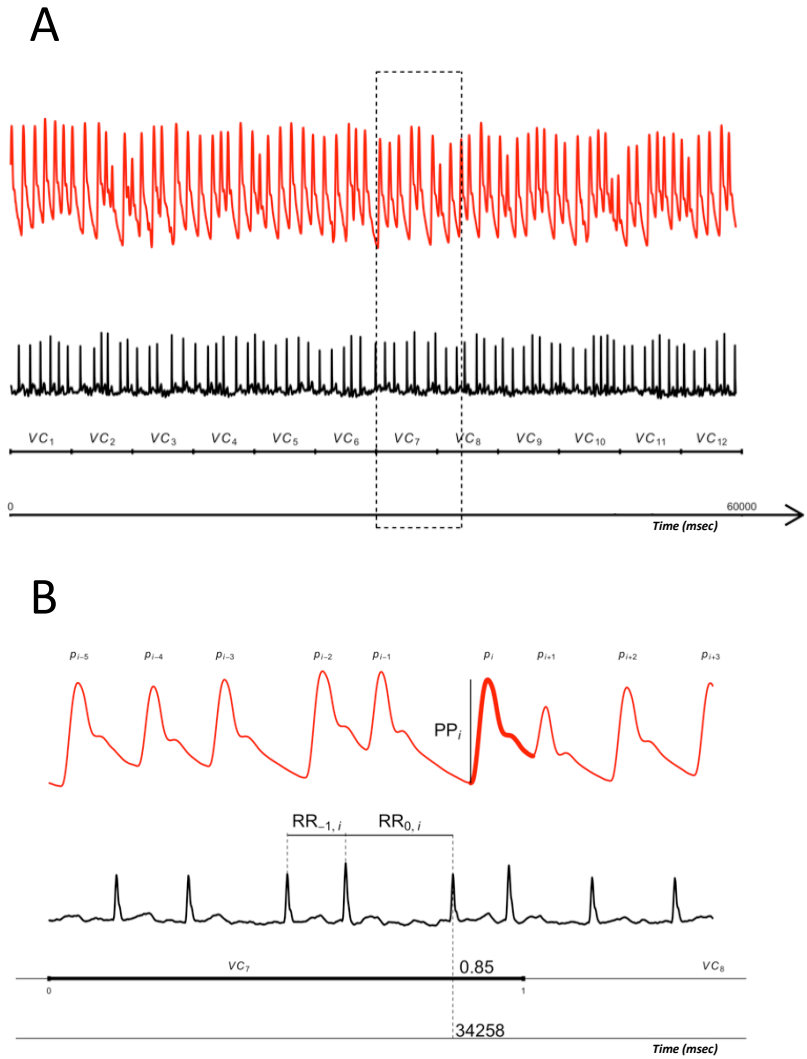 A
VC₁ VC₂ VC₃ VC₄ VC₅ VC₆ VC₇ VC₈ VC₉ VC₁₀ VC₁₁ VC₁₂
0 60000
Time (msec)
B
pᵢ₋₅ pᵢ₋₄ pᵢ₋₃ pᵢ₋₂ pᵢ₋₁ pᵢ pᵢ₊₁ pᵢ₊₂ pᵢ₊₃
PPᵢ
RR₋₁, ᵢ RR₀, ᵢ
VC₇ 0.85 VC₈
0 1
34258
Time (msec)